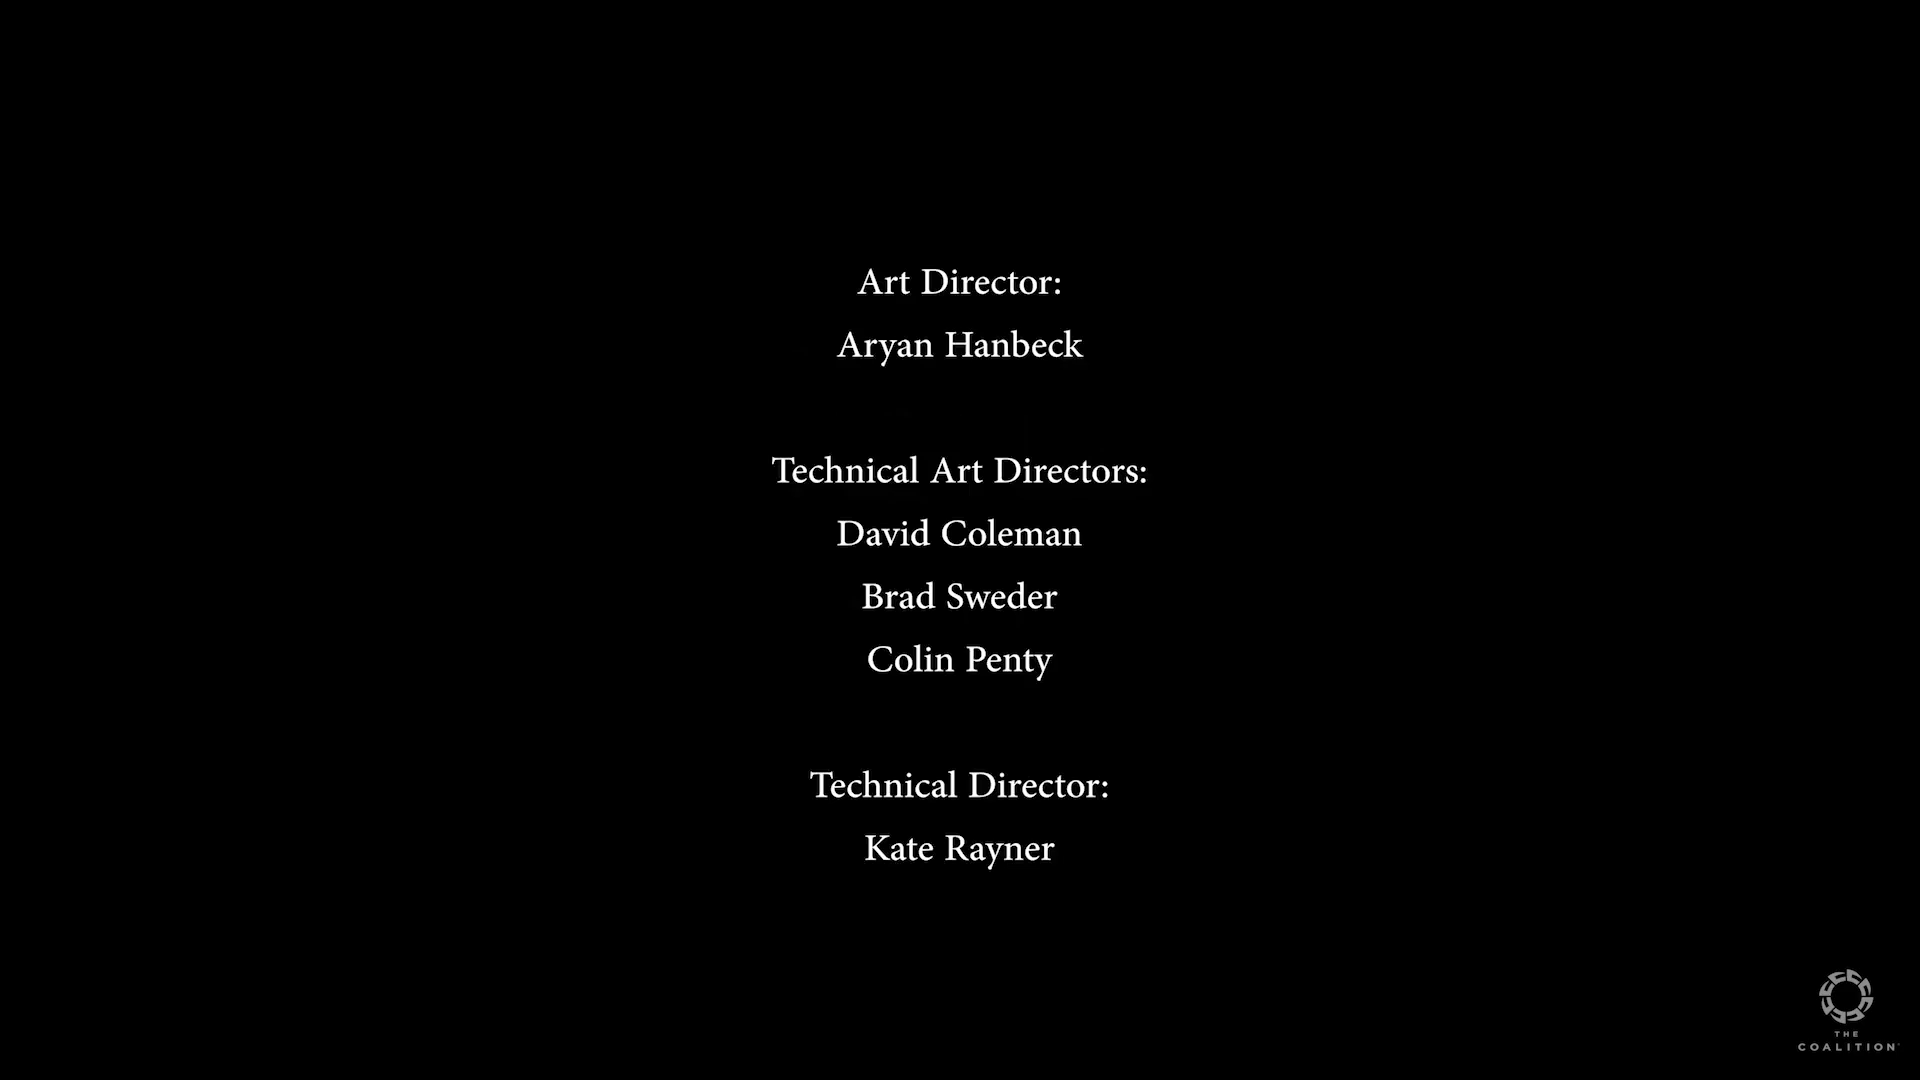 Art Director:
Aryan Hanbeck
Technical Art Directors:
David Coleman
Brad Sweder
Colin Penty
Technical Director:
Kate Rayner
THE
COALITION